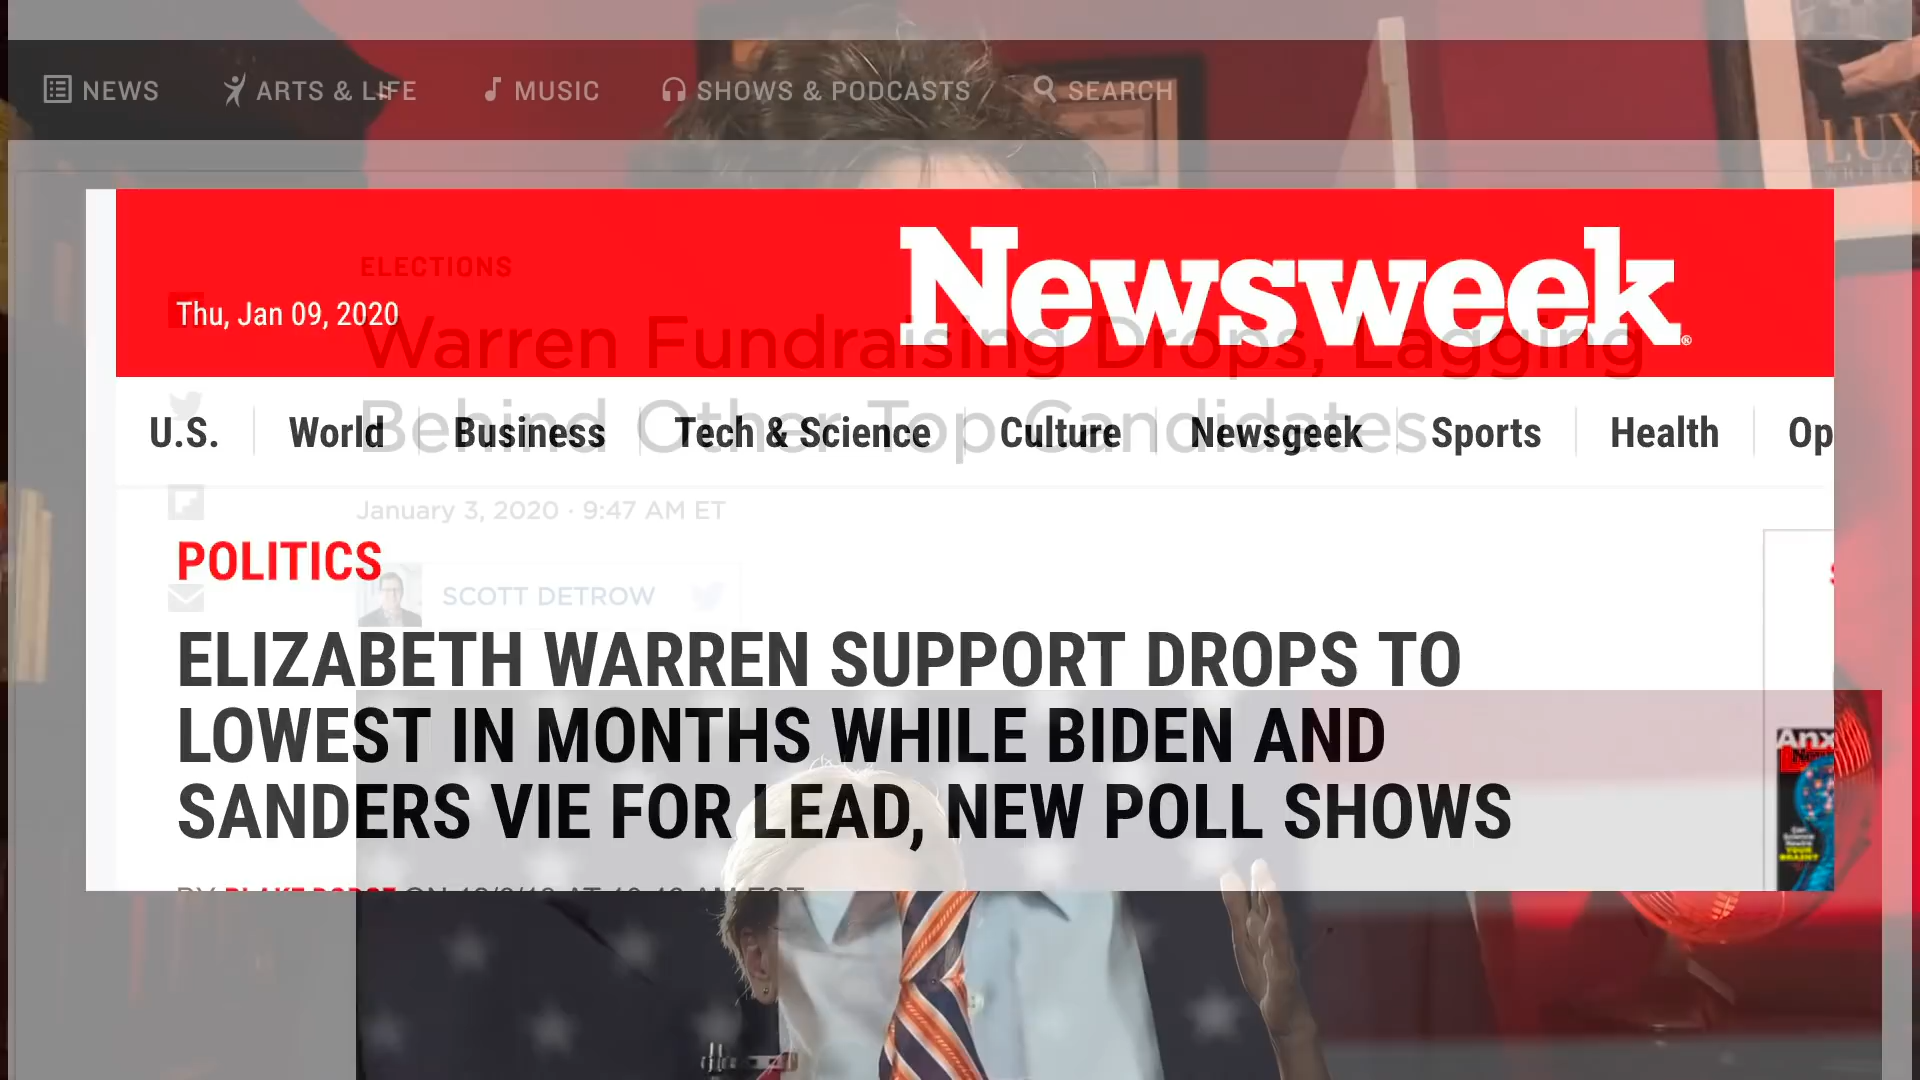 NEWS ARTS & LIFE MUSIC SHOWS & PODCASTS SEARCH
LUX
ELECTIONS
Newsweek
Thu, Jan 09, 2020
Warren Fundraising Drops, Lagging
Behind Other Top Candidates
U.S. World Business Tech & Science Culture Newsgeek Sports Health Op
January 3, 2020 · 9:47 AM ET
POLITICS
SCOTT DETROW
ELIZABETH WARREN SUPPORT DROPS TO
LOWEST IN MONTHS WHILE BIDEN AND
SANDERS VIE FOR LEAD, NEW POLL SHOWS
Anx